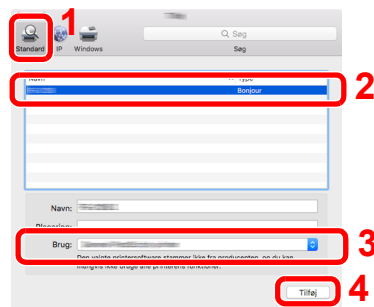 1
Søg
Standard IP Windows Søg
Navn Type
Bonjour
2
Navn:
Placering:
Brug:
3
Den valgte printersoftware stammer ikke fra producenten, og du kan
muligvis ikke bruge alle printerens funktioner.
Tilføj
4